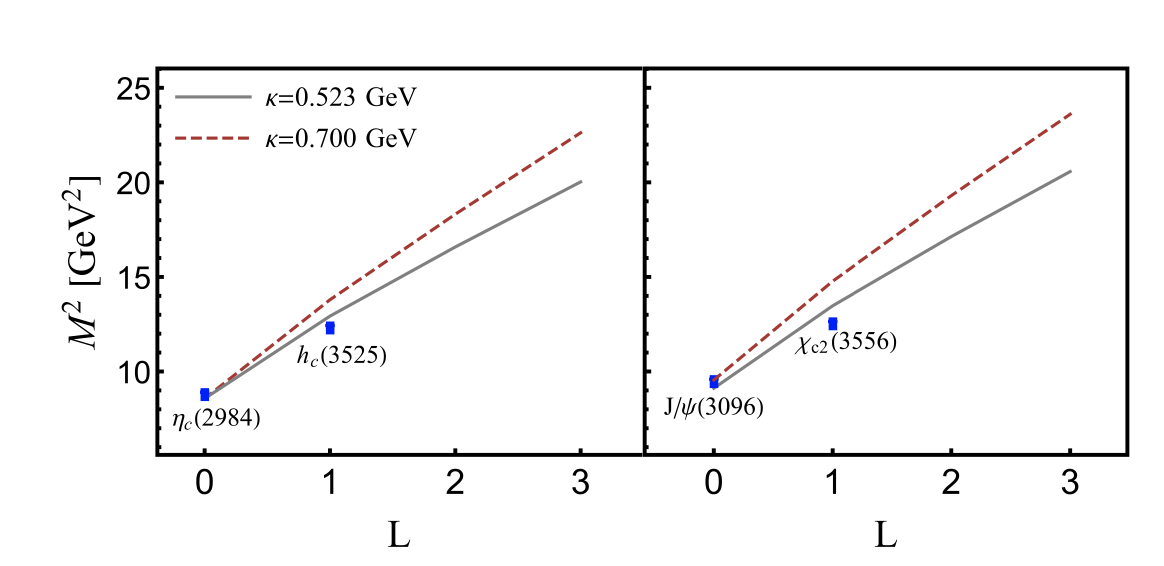 κ=0.523 GeV
κ=0.700 GeV
M² [GeV²]
25
20
15
10
η_c(2984)
h_c(3525)
J/ψ(3096)
χ_c2(3556)
0 1 2 3
0 1 2 3
L
L